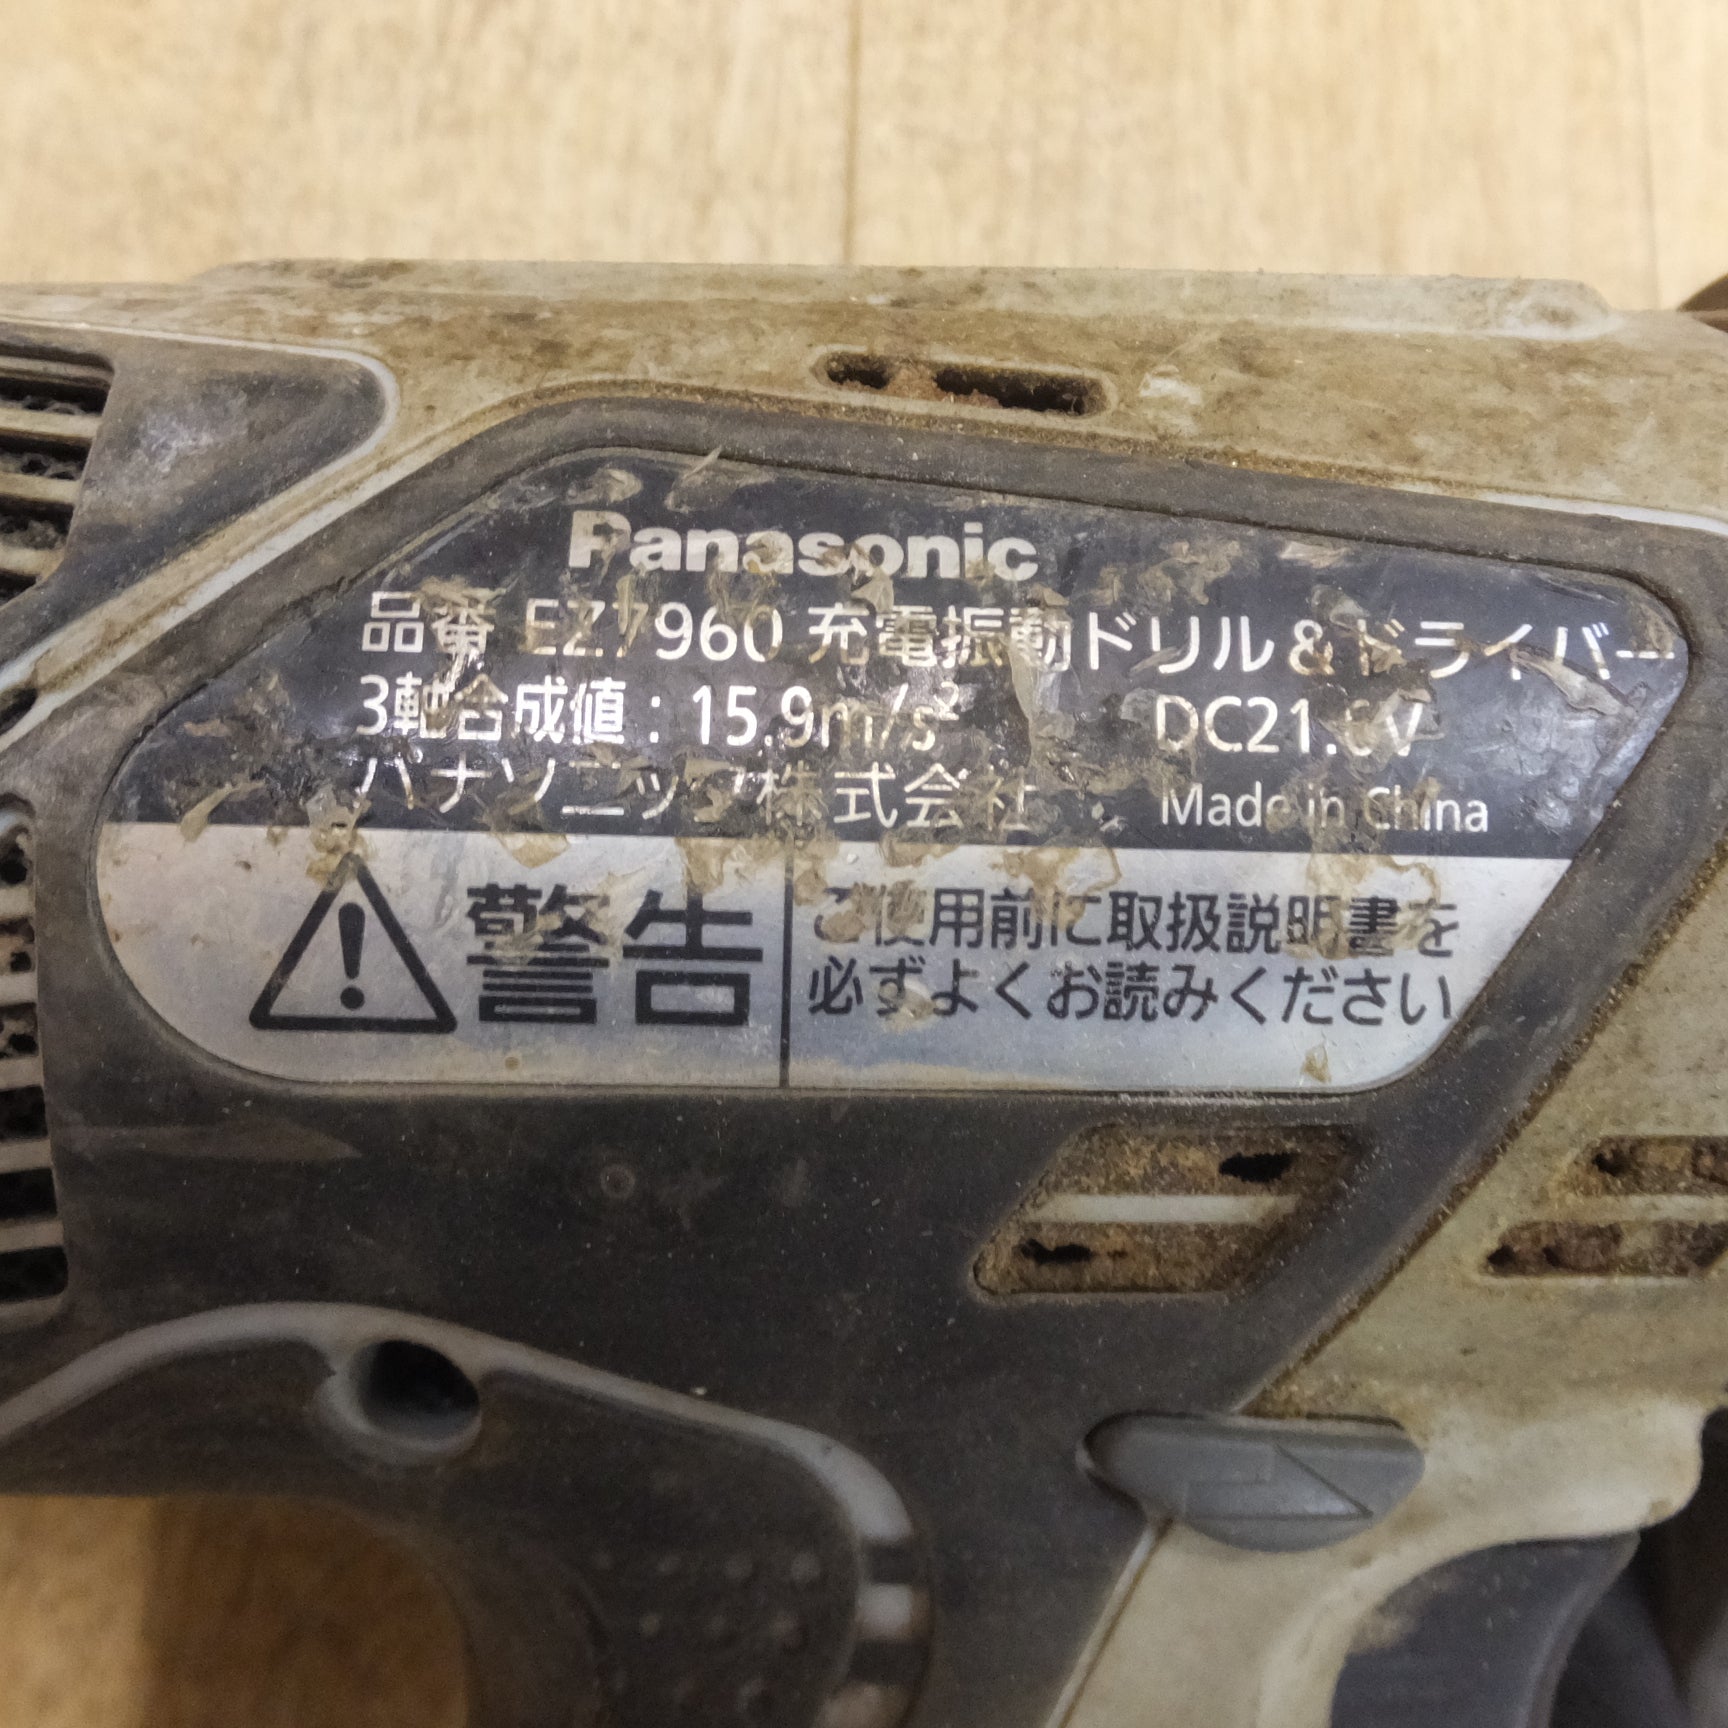 Panasonic
品番 EZ7960 充電振動ドリル&ドライバー
3軸合成値：15.9m/s² DC21.6V
パナソニック株式会社 Made in China
警告
ご使用前に取扱説明書を
必ずよくお読みください